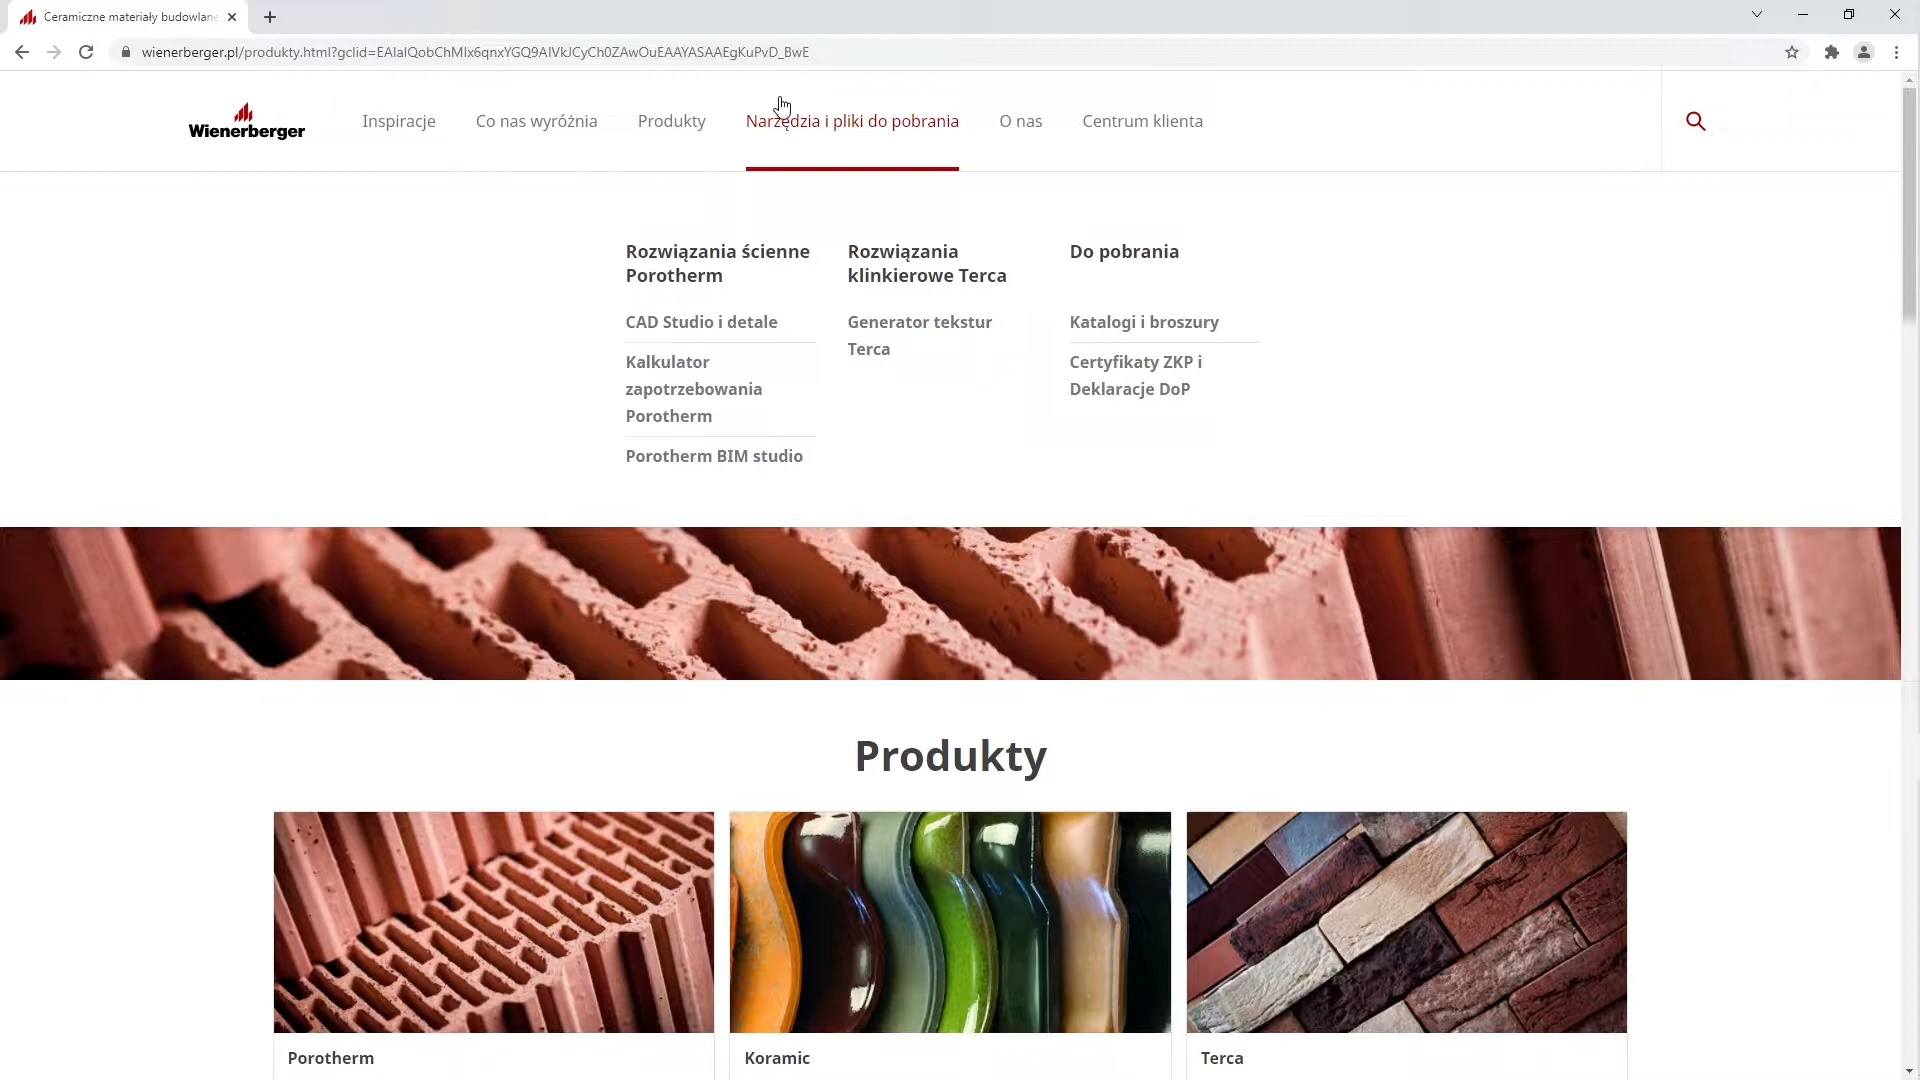 Ceramiczne materiały budowlane
wienerberger.pl/produkty.html?gclid=EAIaIQobChMIx6qnxYGQ9AIVkJCyCh0ZAwOuEAAYASAAEgKuPvD_BwE
Wienerberger
Inspiracje
Co nas wyróżnia
Produkty
Narzędzia i pliki do pobrania
O nas
Centrum klienta
Rozwiązania ścienne
Porotherm
CAD Studio i detale
Kalkulator
zapotrzebowania
Porotherm
Porotherm BIM studio
Rozwiązania
klinkierowe Terca
Generator tekstur
Terca
Do pobrania
Katalogi i broszury
Certyfikaty ZKP i
Deklaracje DoP
Produkty
Porotherm
Koramic
Terca